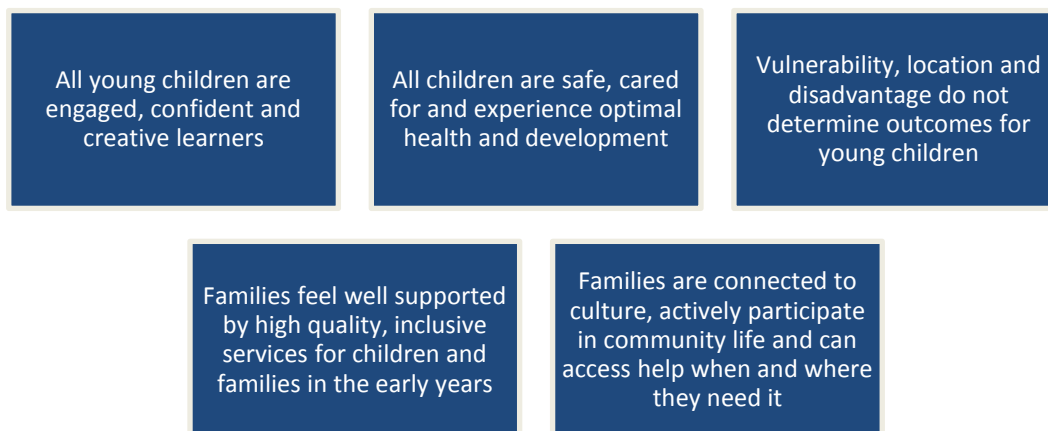 All young children are
engaged, confident and
creative learners
All children are safe, cared
for and experience optimal
health and development
Vulnerability, location and
disadvantage do not
determine outcomes for
young children
Families feel well supported
by high quality, inclusive
services for children and
families in the early years
Families are connected to
culture, actively participate
in community life and can
access help when and where
they need it